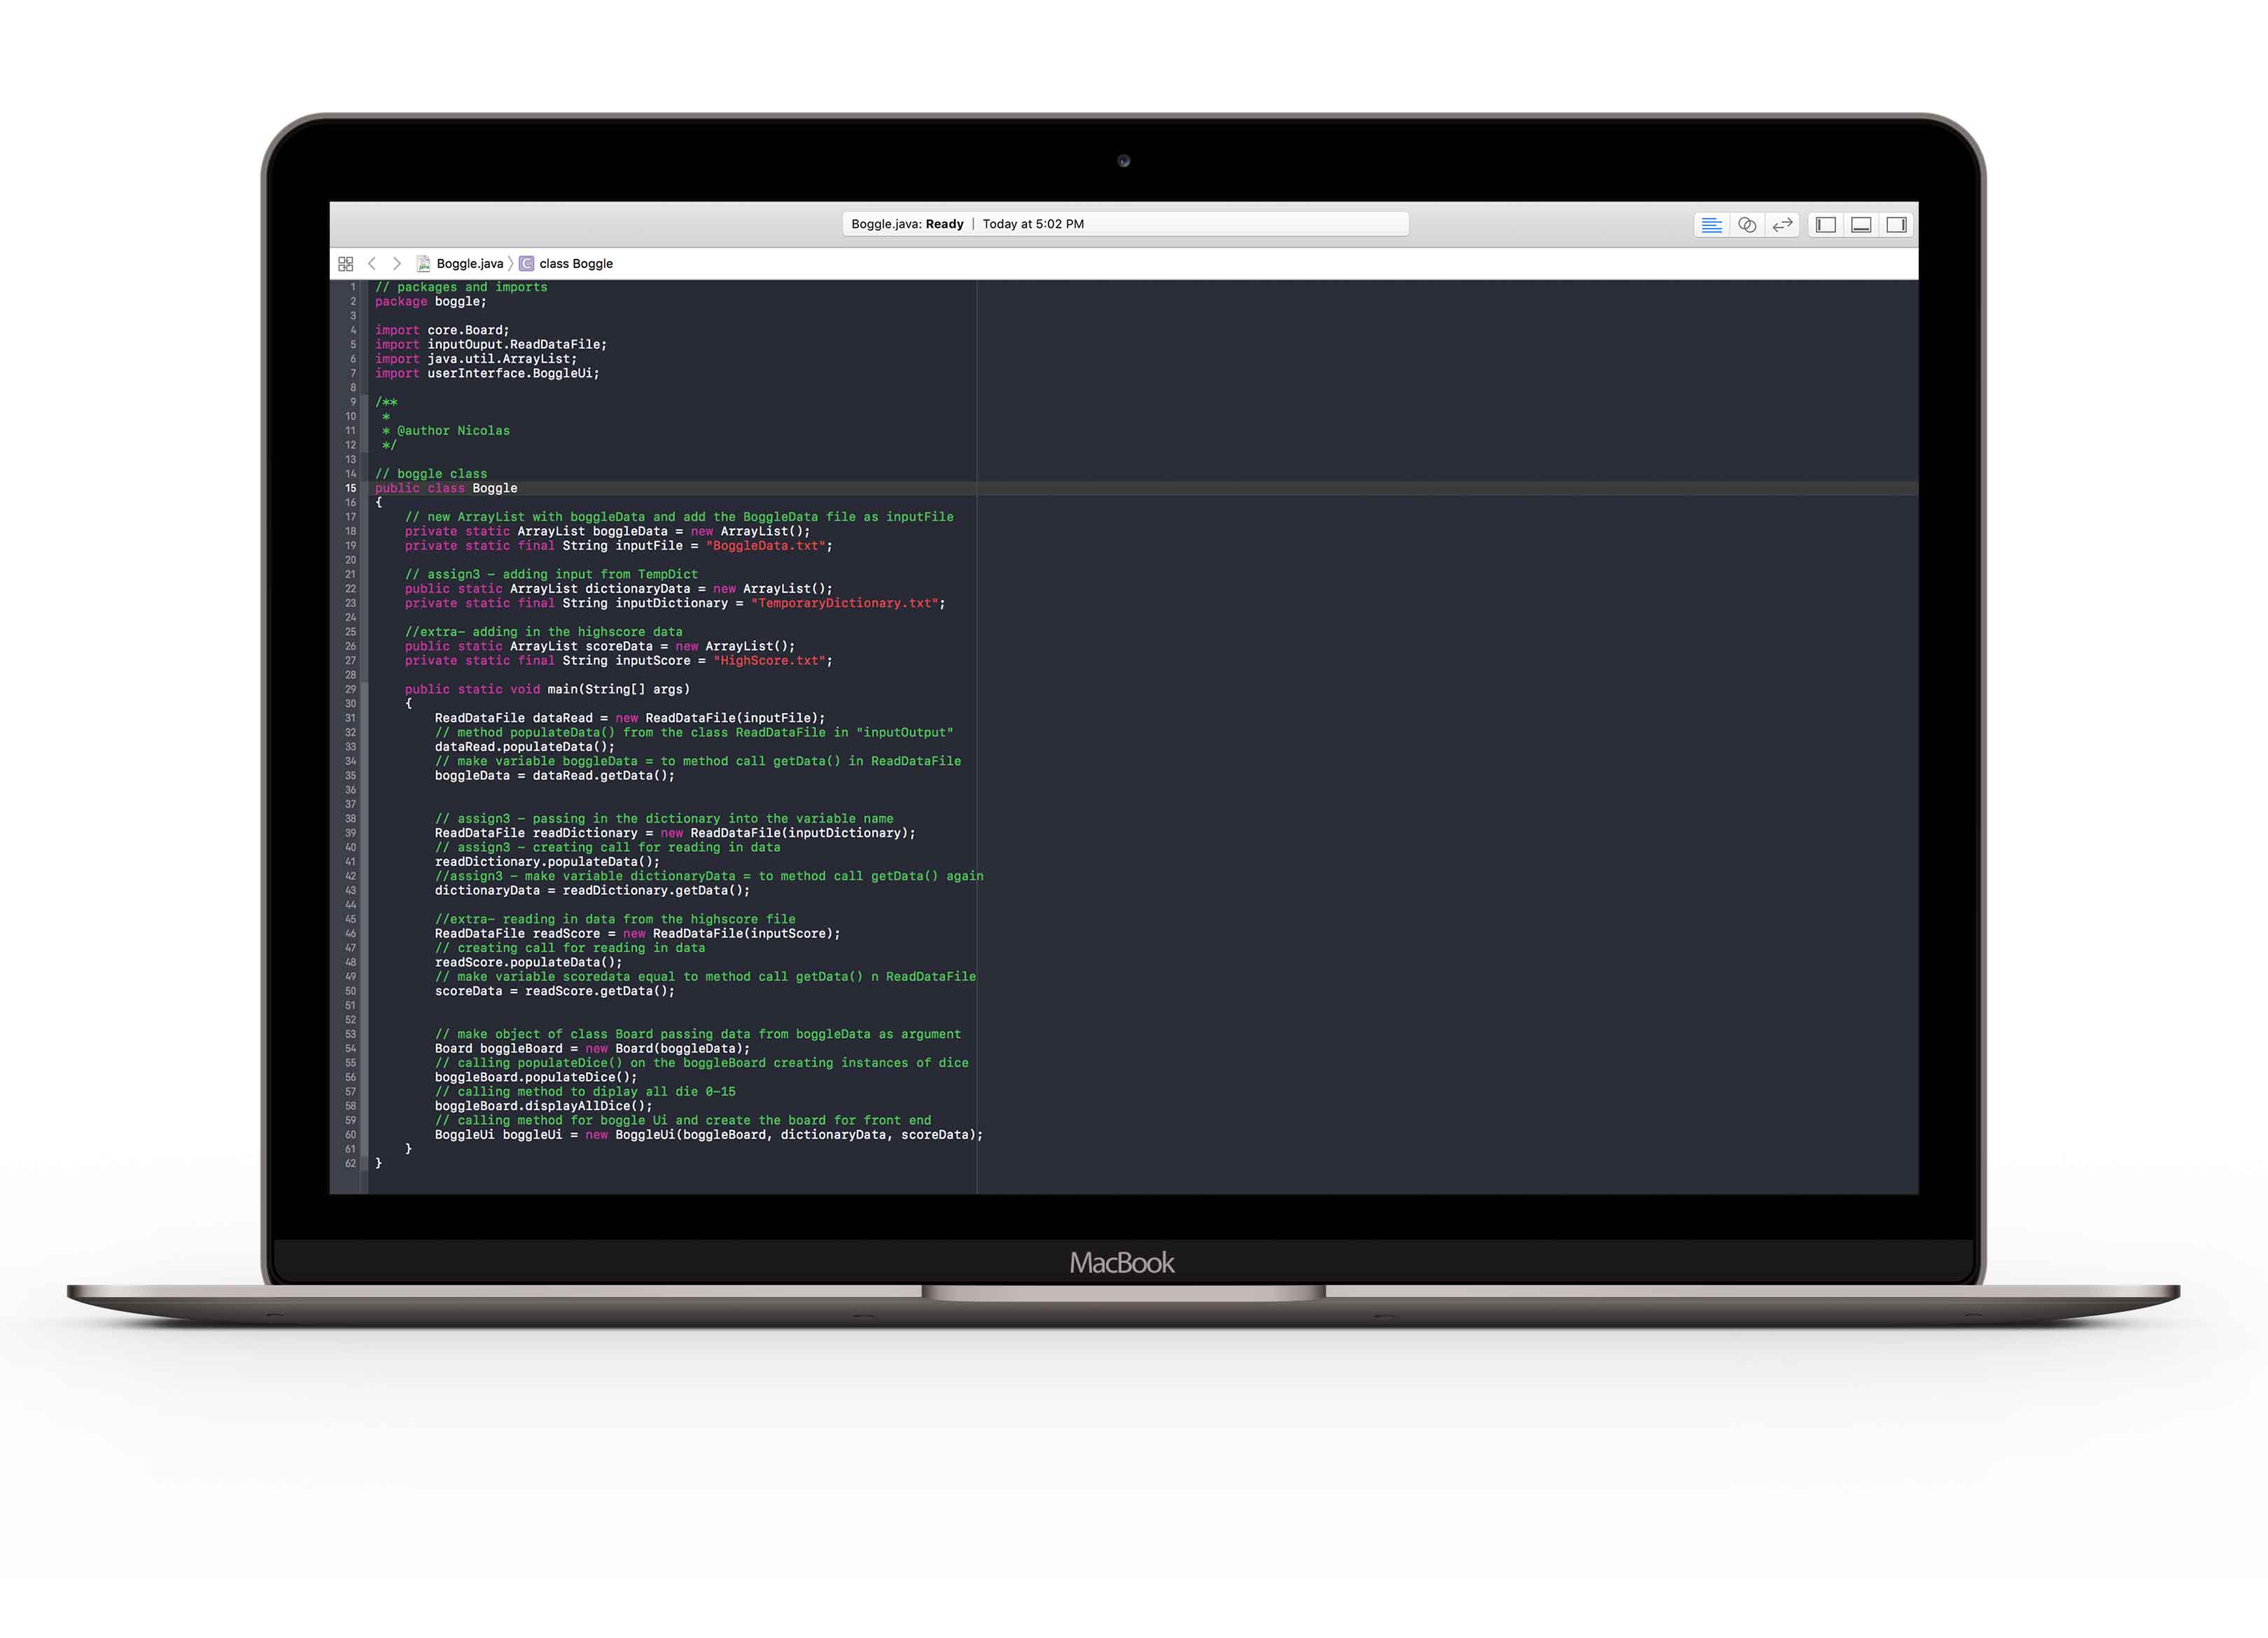 Boggle.java: Ready | Today at 5:02 PM
Boggle.java class Boggle
1 // packages and imports
2 package boggle;
3
4 import core.Board;
5 import inputOuput.ReadDataFile;
6 import java.util.ArrayList;
7 import userInterface.BoggleUi;
8
9 /**
10 *
11 * @author Nicolas
12 */
13
14 // boggle class
15 public class Boggle
16 {
17 // new ArrayList with boggleData and add the BoggleData file as inputFile
18 private static ArrayList boggleData = new ArrayList();
19 private static final String inputFile = "BoggleData.txt";
20
21 // assign3 - adding input from TempDict
22 public static ArrayList dictionaryData = new ArrayList();
23 private static final String inputDictionary = "TemporaryDictionary.txt";
24
25 //extra- adding in the highscore data
26 public static ArrayList scoreData = new ArrayList();
27 private static final String inputScore = "HighScore.txt";
28
29 public static void main(String[] args)
30 {
31 ReadDataFile dataRead = new ReadDataFile(inputFile);
32 // method populateData() from the class ReadDataFile in "inputOutput"
33 dataRead.populateData();
34 // make variable boggleData = to method call getData() in ReadDataFile
35 boggleData = dataRead.getData();
36
37
38 // assign3 - passing in the dictionary into the variable name
39 ReadDataFile readDictionary = new ReadDataFile(inputDictionary);
40 // assign3 - creating call for reading in data
41 readDictionary.populateData();
42 //assign3 - make variable dictionaryData = to method call getData() again
43 dictionaryData = readDictionary.getData();
44
45 //extra- reading in data from the highscore file
46 ReadDataFile readScore = new ReadDataFile(inputScore);
47 // creating call for reading in data
48 readScore.populateData();
49 // make variable scoredata equal to method call getData() n ReadDataFile
50 scoreData = readScore.getData();
51
52
53 // make object of class Board passing data from boggleData as argument
54 Board boggleBoard = new Board(boggleData);
55 // calling populateDice() on the boggleBoard creating instances of dice
56 boggleBoard.populateDice();
57 // calling method to diplay all die 0-15
58 boggleBoard.displayAllDice();
59 // calling method for boggle Ui and create the board for front end
60 BoggleUi boggleUi = new BoggleUi(boggleBoard, dictionaryData, scoreData);
61 }
62 }
MacBook